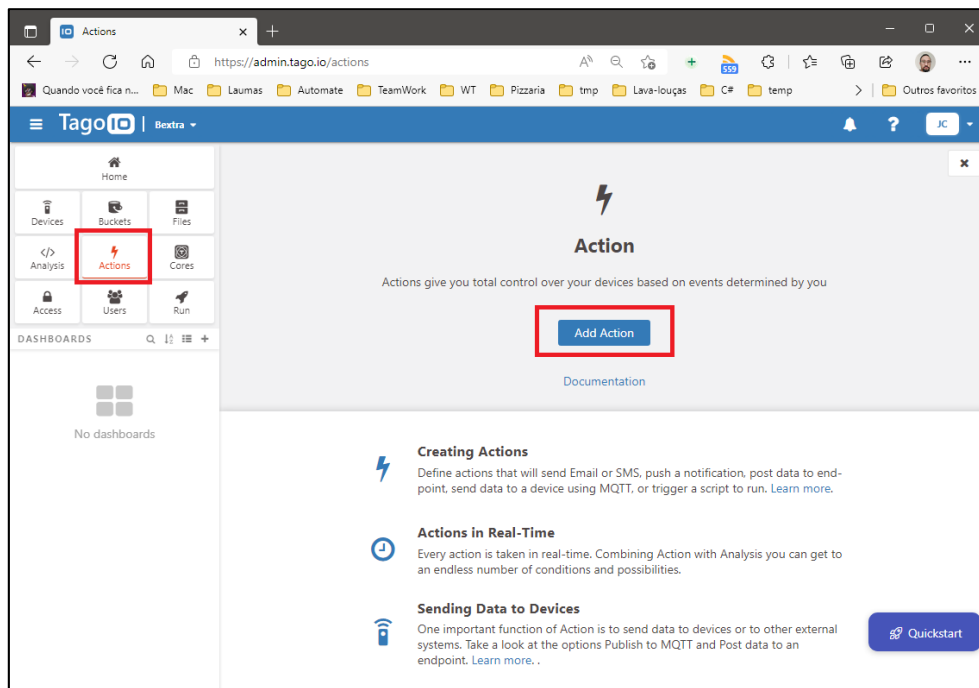 Actions
https://admin.tago.io/actions
559
Quando você fica n...
Mac
Laumas
Automate
TeamWork
WT
Pizzaria
tmp
Lava-louças
C#
temp
Outros favoritos
TagoIO | Bextra
? JC
Home
Devices Buckets Files
Analysis Actions Cores
Access Users Run
DASHBOARDS
No dashboards
Action
Actions give you total control over your devices based on events determined by you
Add Action
Documentation
Creating Actions
Define actions that will send Email or SMS, push a notification, post data to end-
point, send data to a device using MQTT, or trigger a script to run. Learn more.
Actions in Real-Time
Every action is taken in real-time. Combining Action with Analysis you can get to
an endless number of conditions and possibilities.
Sending Data to Devices
One important function of Action is to send data to devices or to other external
systems. Take a look at the options Publish to MQTT and Post data to an
endpoint. Learn more. .
Quickstart